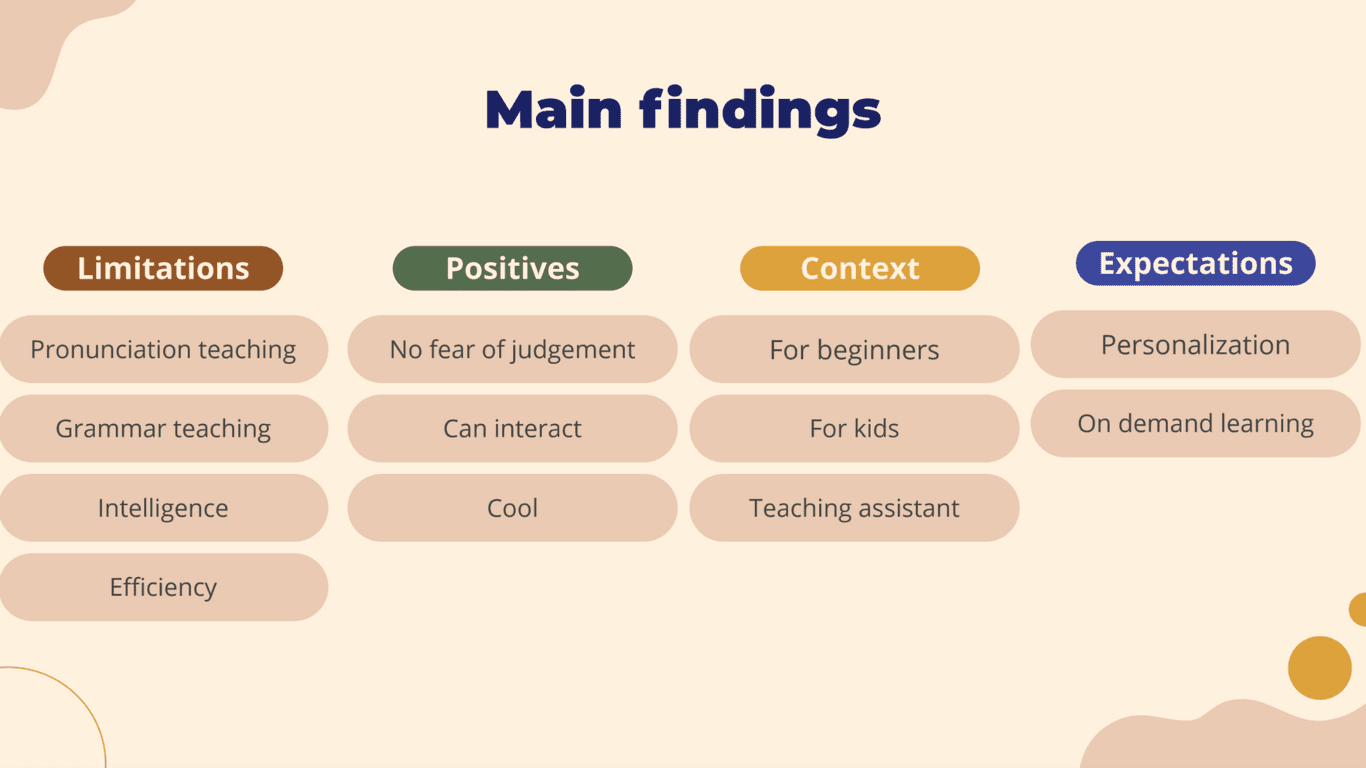 Main findings
Limitations
Pronunciation teaching
Grammar teaching
Intelligence
Efficiency
Positives
No fear of judgement
Can interact
Cool
Context
For beginners
For kids
Teaching assistant
Expectations
Personalization
On demand learning